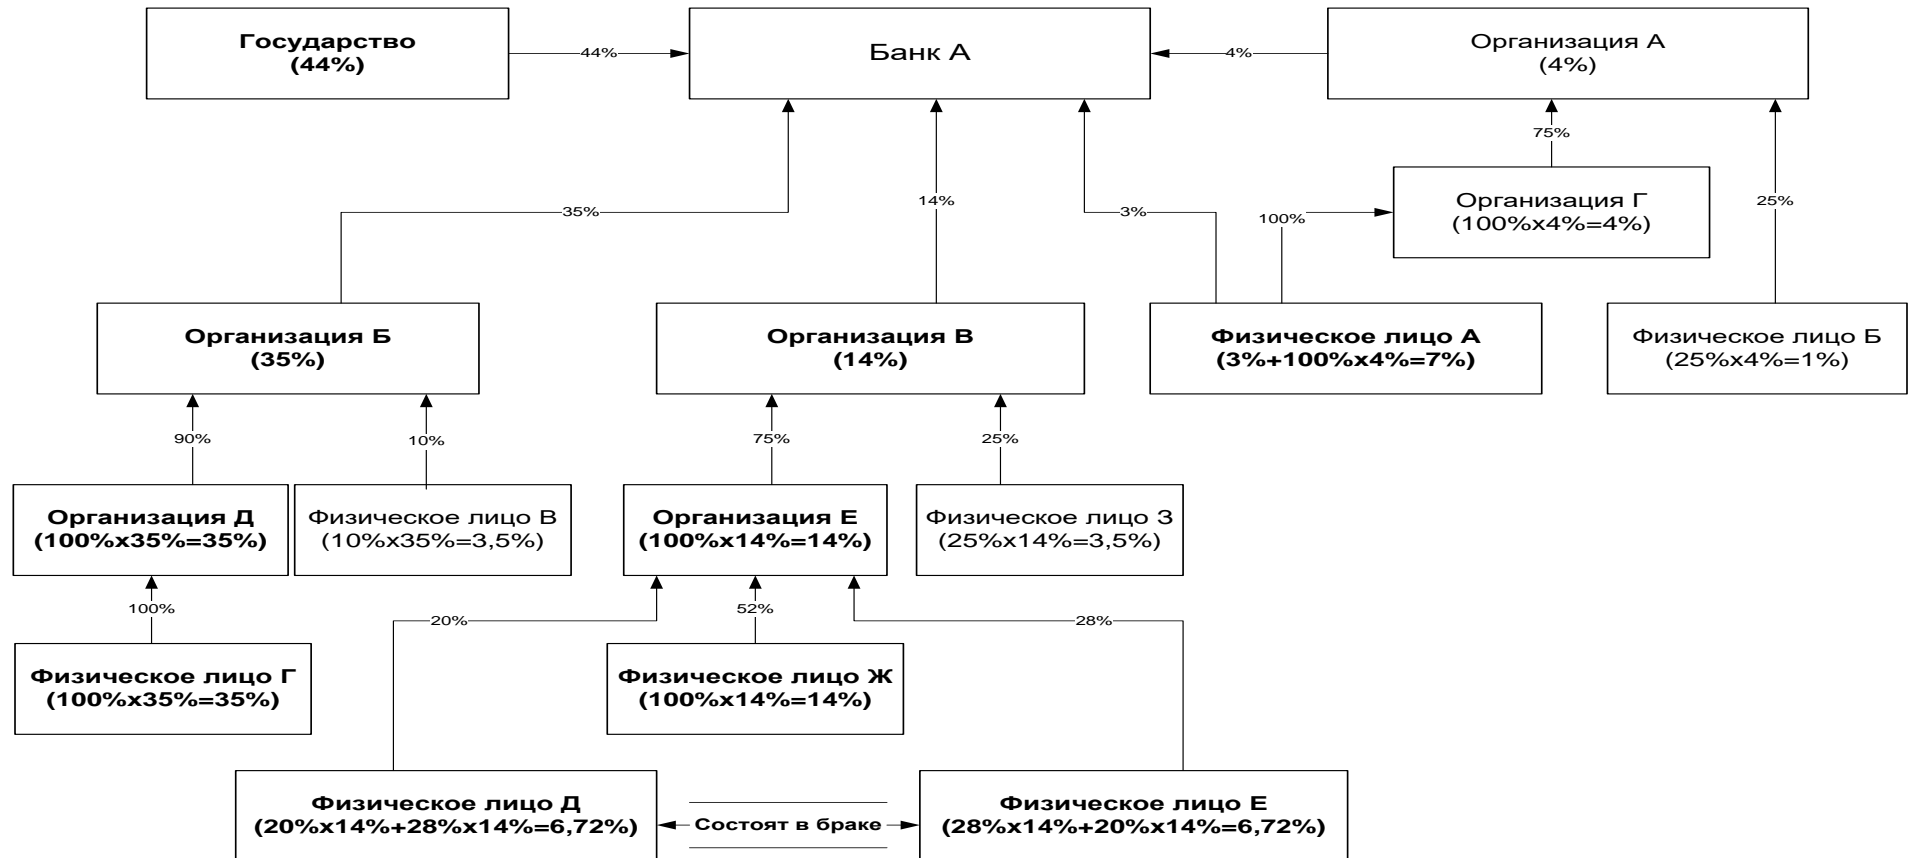 Государство
(44%)
44%
Банк А
4%
Организация А
(4%)
75%
Организация Г
(100%x4%=4%)
25%
35%
14%
3%
100%
Организация Б
(35%)
Организация В
(14%)
Физическое лицо А
(3%+100%x4%=7%)
Физическое лицо Б
(25%x4%=1%)
90%
10%
75%
25%
Организация Д
(100%x35%=35%)
Физическое лицо В
(10%x35%=3,5%)
Организация Е
(100%x14%=14%)
Физическое лицо З
(25%x14%=3,5%)
100%
20%
52%
28%
Физическое лицо Г
(100%x35%=35%)
Физическое лицо Ж
(100%x14%=14%)
Физическое лицо Д
(20%x14%+28%x14%=6,72%)
Состоят в браке
Физическое лицо Е
(28%x14%+20%x14%=6,72%)